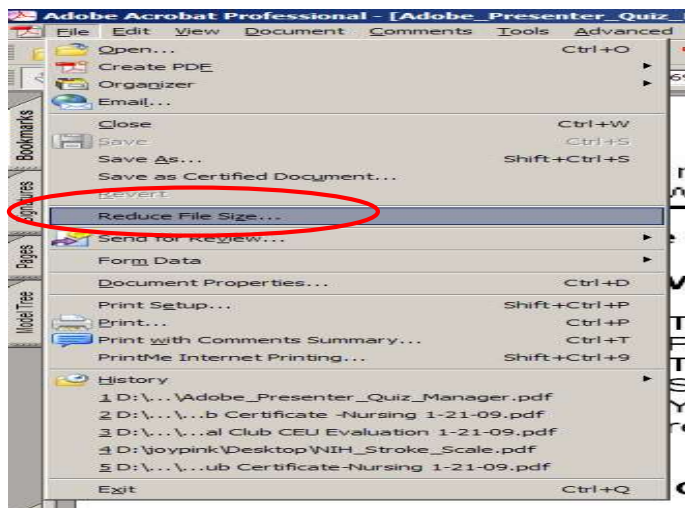 Adobe Acrobat Professional - [Adobe_Presenter_Quiz_
File Edit View Document Comments Tools Advanced
Open... Ctrl+O
Create PDF
Organizer
Email...
Close Ctrl+W
Save Ctrl+S
Save As... Shift+Ctrl+S
Save as Certified Document...
Revert
Reduce File Size...
Send for Review...
Form Data
Document Properties... Ctrl+D
Print Setup... Shift+Ctrl+P
Print... Ctrl+P
Print with Comments Summary... Ctrl+T
PrintMe Internet Printing... Shift+Ctrl+9
History
1 D:\...\Adobe_Presenter_Quiz_Manager.pdf
2 D:\...\...b Certificate -Nursing 1-21-09.pdf
3 D:\...\...al Club CEU Evaluation 1-21-09.pdf
4 D:\joypink\Desktop\NIH_Stroke_Scale.pdf
5 D:\...\...ub Certificate-Nursing 1-21-09.pdf
Exit Ctrl+Q
Bookmarks
Signatures
Pages
Model Tree